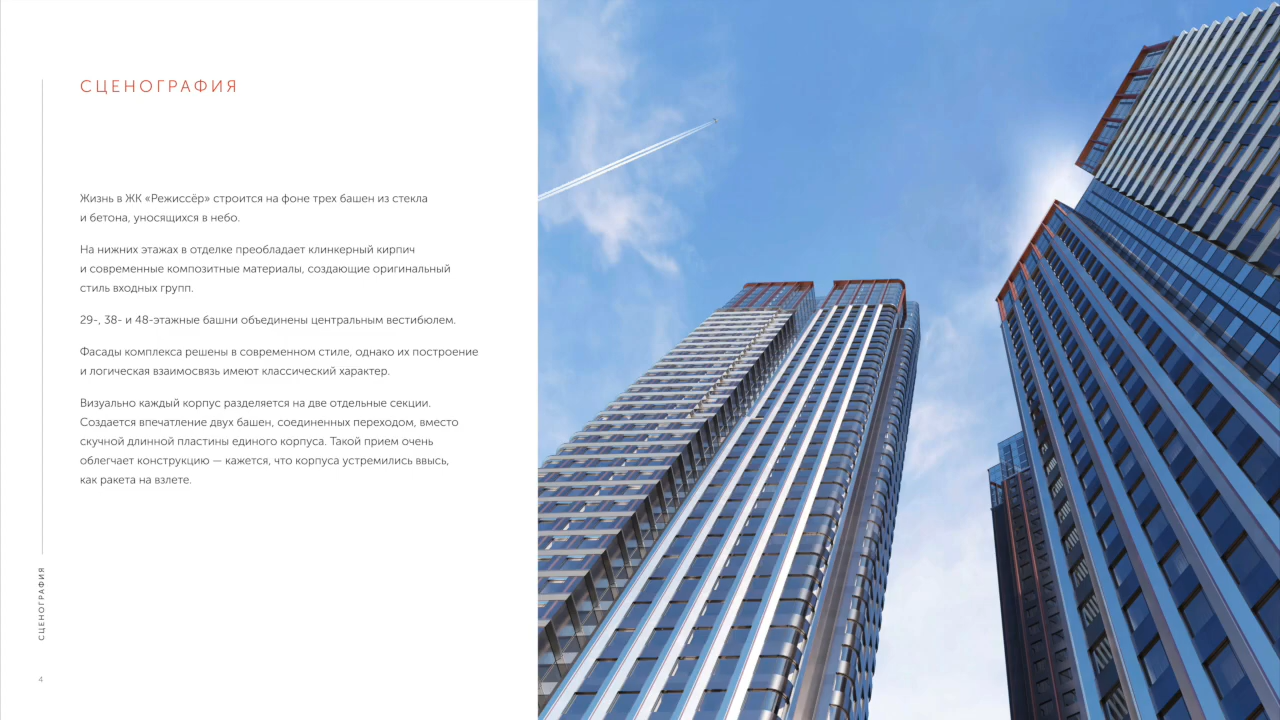 СЦЕНОГРАФИЯ
Жизнь в ЖК «Режиссёр» строится на фоне трех башен из стекла
и бетона, уносящихся в небо.
На нижних этажах в отделке преобладает клинкерный кирпич
и современные композитные материалы, создающие оригинальный
стиль входных групп.
29-, 38- и 48-этажные башни объединены центральным вестибюлем.
Фасады комплекса решены в современном стиле, однако их построение
и логическая взаимосвязь имеют классический характер.
Визуально каждый корпус разделяется на две отдельные секции.
Создается впечатление двух башен, соединенных переходом, вместо
скучной длинной пластины единого корпуса. Такой прием очень
облегчает конструкцию — кажется, что корпуса устремились ввысь,
как ракета на взлете.
СЦЕНОГРАФИЯ
4